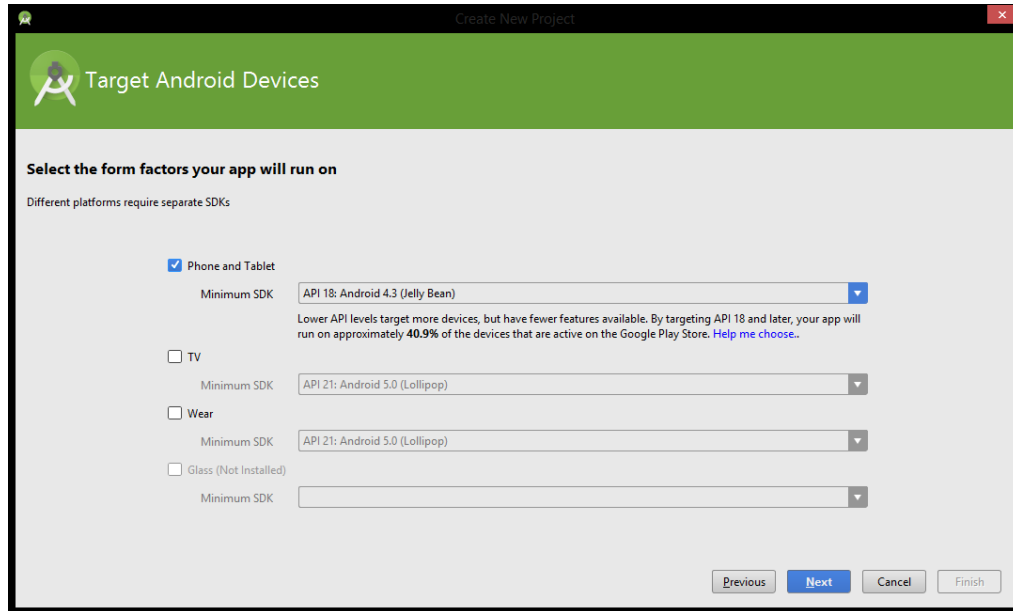 Create New Project
Target Android Devices
Select the form factors your app will run on
Different platforms require separate SDKs
Phone and Tablet
Minimum SDK API 18: Android 4.3 (Jelly Bean)
Lower API levels target more devices, but have fewer features available. By targeting API 18 and later, your app will
run on approximately 40.9% of the devices that are active on the Google Play Store. Help me choose..
TV
Minimum SDK API 21: Android 5.0 (Lollipop)
Wear
Minimum SDK API 21: Android 5.0 (Lollipop)
Glass (Not Installed)
Minimum SDK
Previous Next Cancel Finish